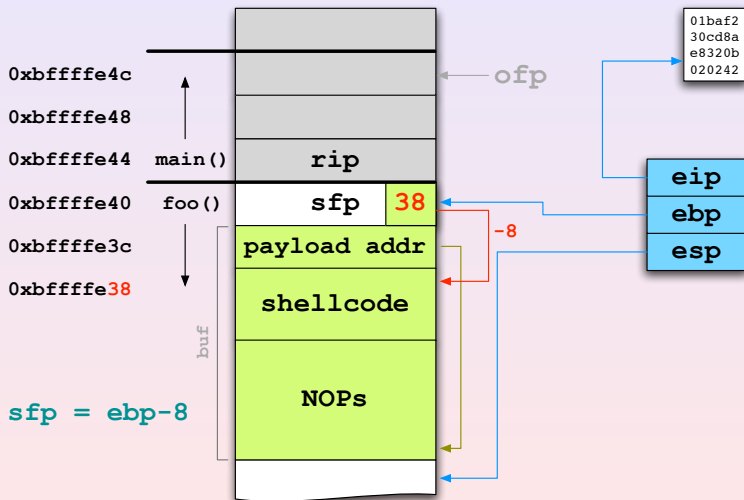 01baf2
30cd8a
e8320b
020242
0xbffffe4c
ofp
0xbffffe48
0xbffffe44 main() rip
eip
0xbffffe40 foo() sfp 38
ebp
-8
0xbffffe3c payload addr
esp
0xbffffe38
shellcode
buf
NOPs
sfp = ebp-8